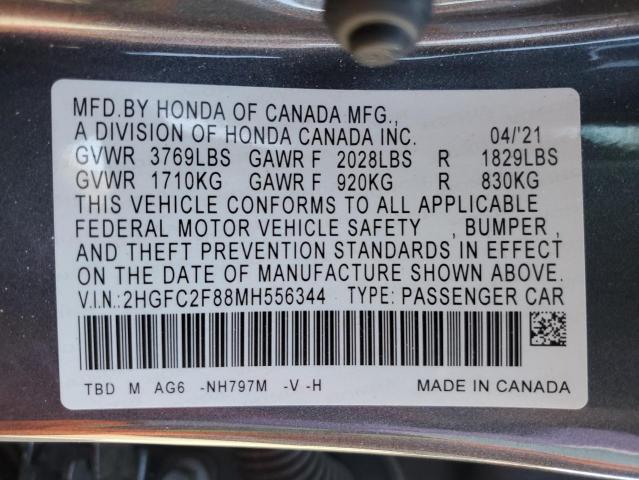 MFD.BY HONDA OF CANADA MFG.,
A DIVISION OF HONDA CANADA INC. 04/'21
GVWR 3769LBS GAWR F 2028LBS R 1829LBS
GVWR 1710KG GAWR F 920KG R 830KG
THIS VEHICLE CONFORMS TO ALL APPLICABLE
FEDERAL MOTOR VEHICLE SAFETY , BUMPER,
AND THEFT PREVENTION STANDARDS IN EFFECT
ON THE DATE OF MANUFACTURE SHOWN ABOVE.
V.I.N.:2HGFC2F88MH556344 TYPE: PASSENGER CAR
TBD M AG6 -NH797M -V -H MADE IN CANADA